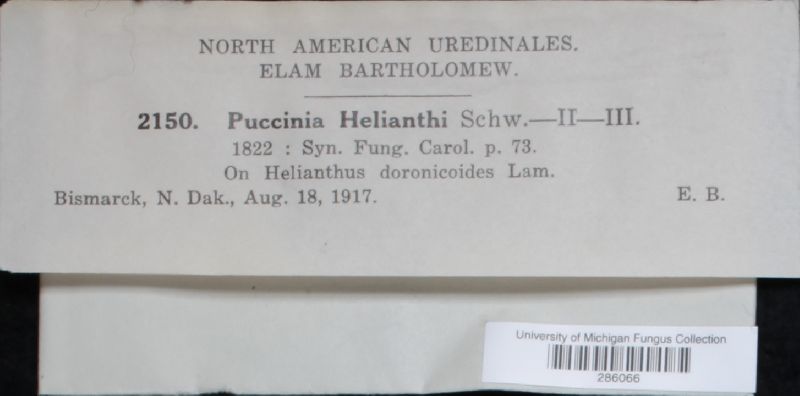 NORTH AMERICAN UREDINALES.
ELAM BARTHOLOMEW.
2150. Puccinia Helianthi Schw.—II—III.
1822 : Syn. Fung. Carol. p. 73.
On Helianthus doronicoides Lam.
Bismarck, N. Dak., Aug. 18, 1917. E. B.
University of Michigan Fungus Collection
286066